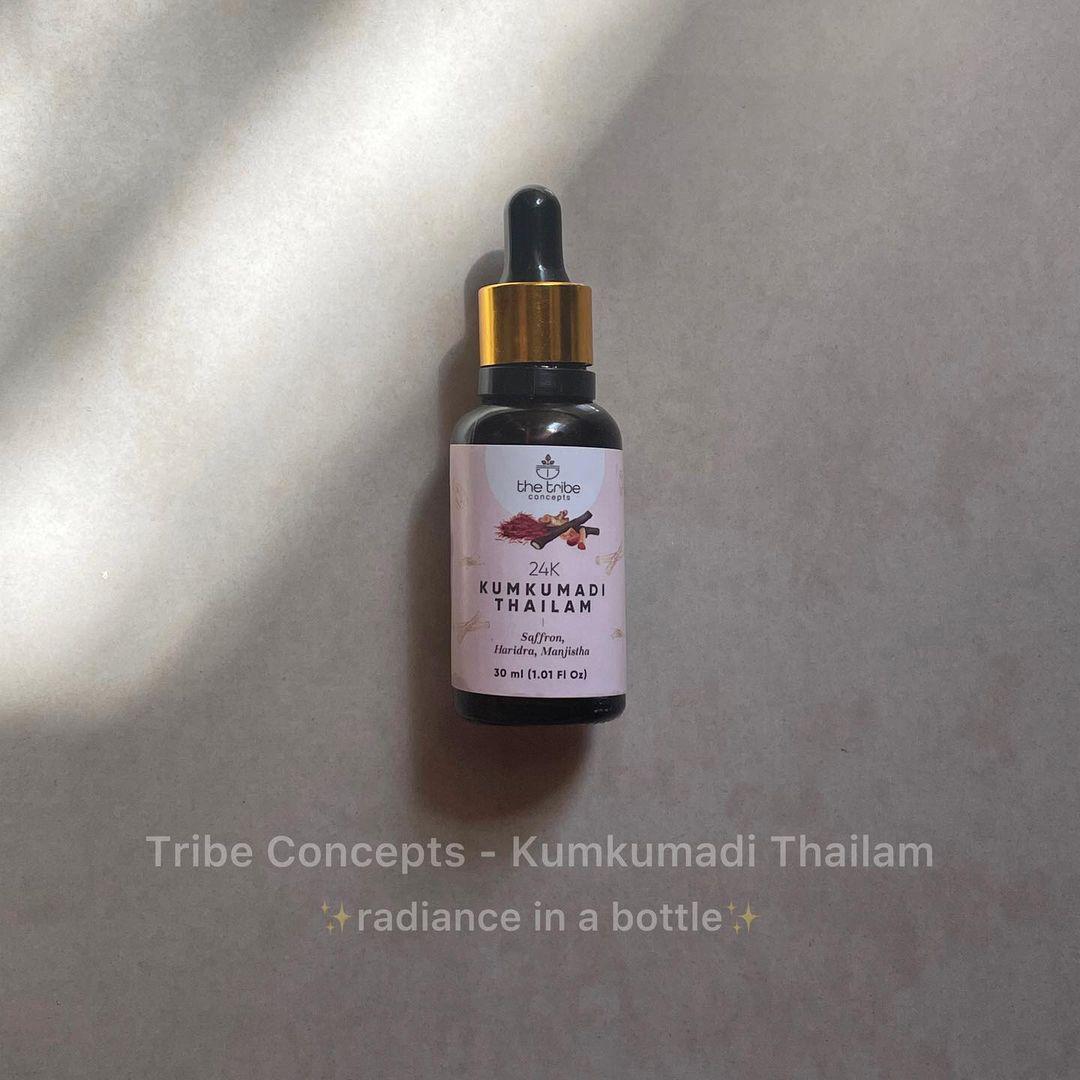 the tribe
concepts
24K
KUMKUMADI
THAILAM
Saffron,
Haridra, Manjistha
30 ml (1.01 Fl Oz)
Tribe Concepts - Kumkumadi Thailam
✨radiance in a bottle✨